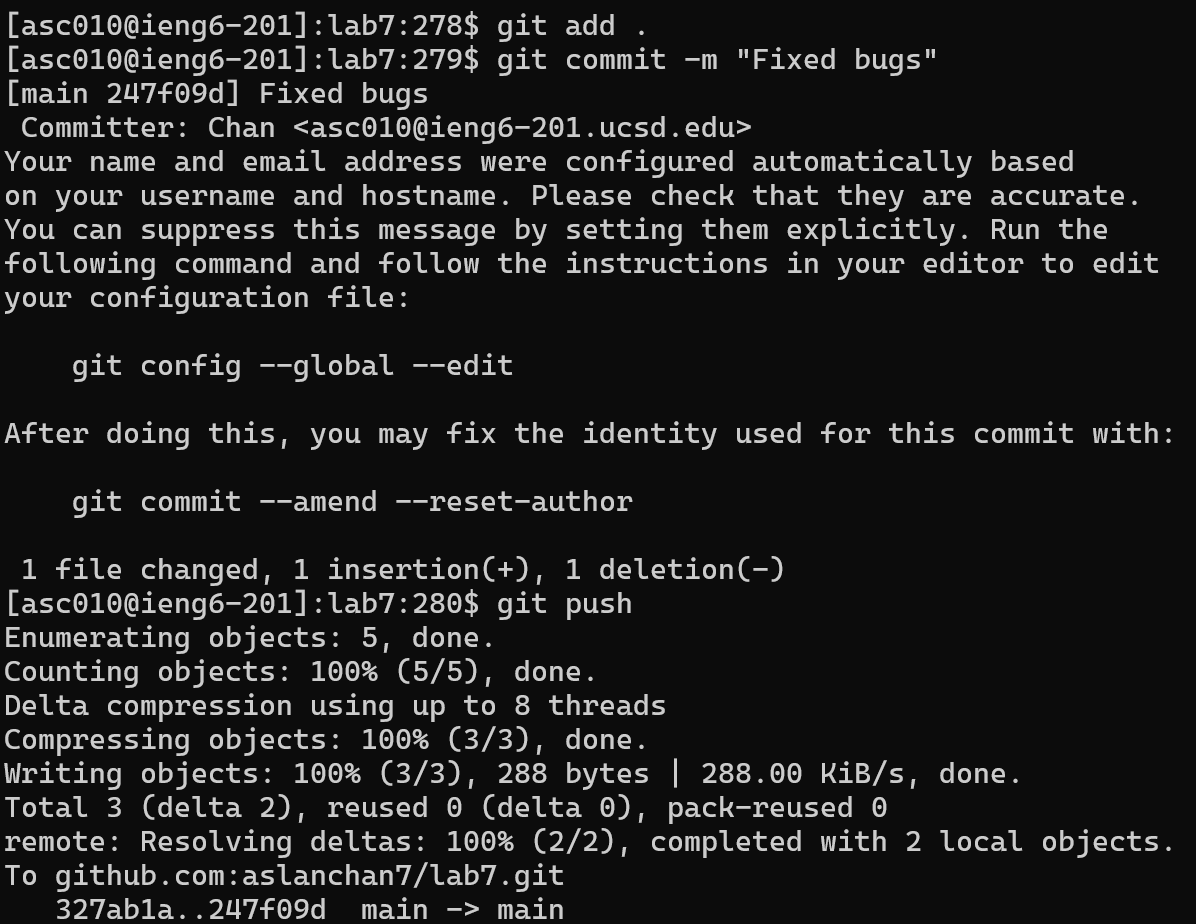 [asc010@ieng6-201]:lab7:278$ git add .
[asc010@ieng6-201]:lab7:279$ git commit -m "Fixed bugs"
[main 247f09d] Fixed bugs
 Committer: Chan <asc010@ieng6-201.ucsd.edu>
Your name and email address were configured automatically based
on your username and hostname. Please check that they are accurate.
You can suppress this message by setting them explicitly. Run the
following command and follow the instructions in your editor to edit
your configuration file:

    git config --global --edit

After doing this, you may fix the identity used for this commit with:

    git commit --amend --reset-author

 1 file changed, 1 insertion(+), 1 deletion(-)
[asc010@ieng6-201]:lab7:280$ git push
Enumerating objects: 5, done.
Counting objects: 100% (5/5), done.
Delta compression using up to 8 threads
Compressing objects: 100% (3/3), done.
Writing objects: 100% (3/3), 288 bytes | 288.00 KiB/s, done.
Total 3 (delta 2), reused 0 (delta 0), pack-reused 0
remote: Resolving deltas: 100% (2/2), completed with 2 local objects.
To github.com:aslanchan7/lab7.git
   327ab1a..247f09d  main -> main